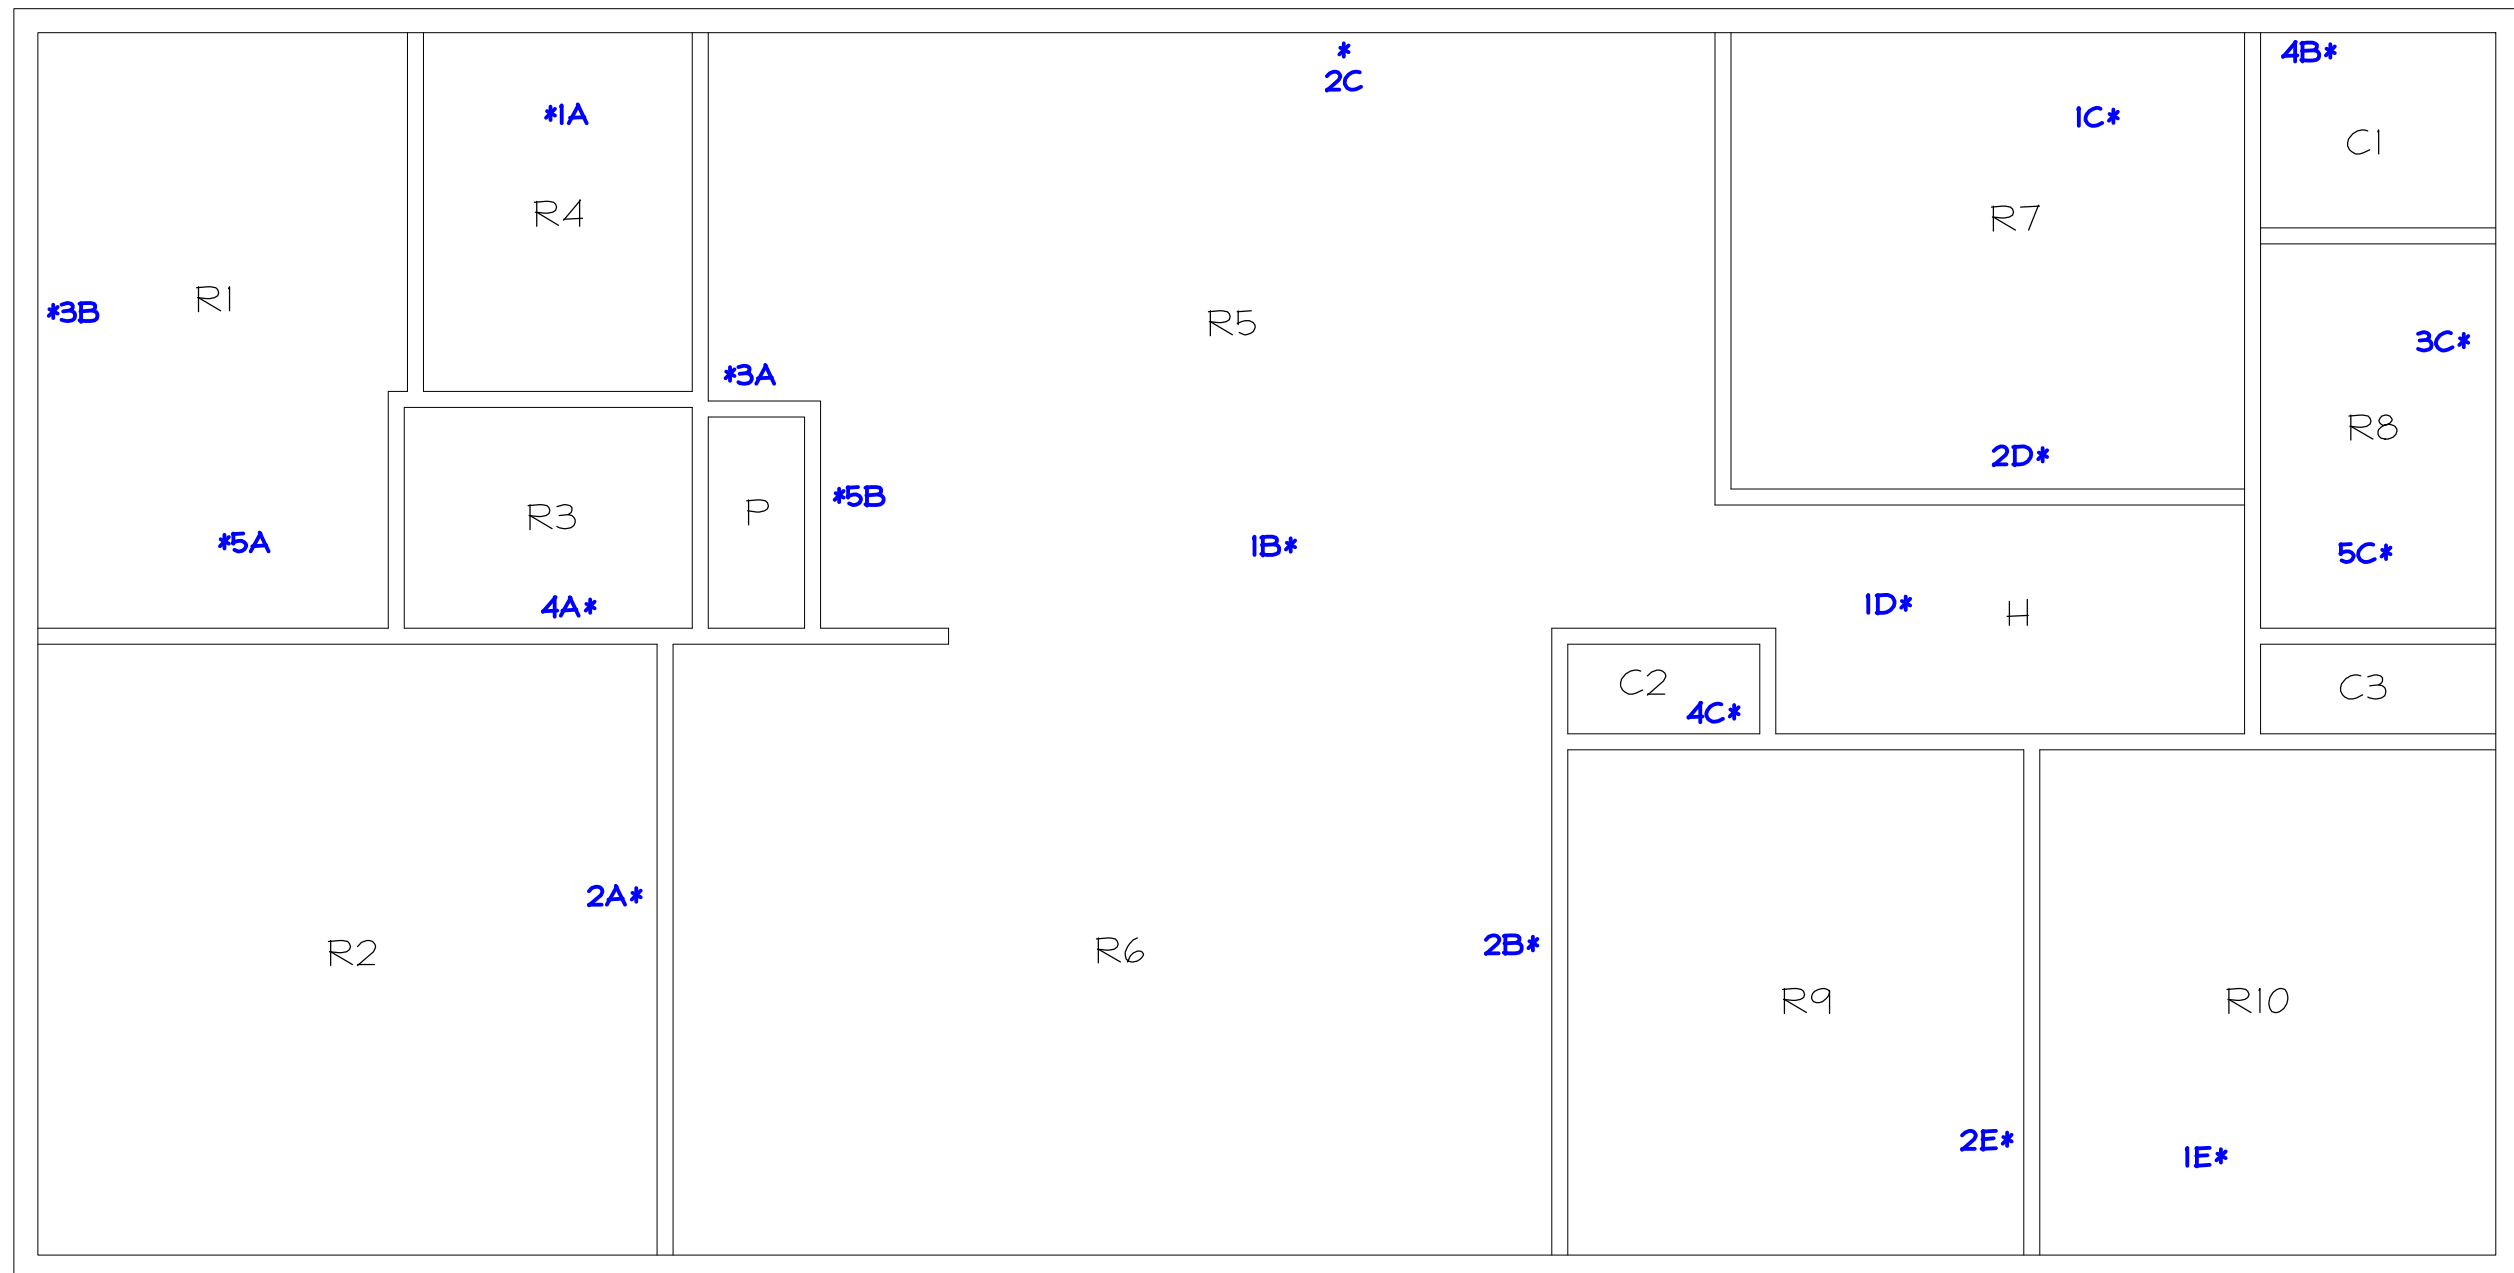 *
4B*
2C
*1A
1C*
C1
R4
R7
R1
*3B
R5
3C*
*3A
R8
2D*
*5B
P
R3
*5A
1B*
5C*
4A*
1D*
H
C2
C3
4C*
2A*
2B*
R2
R6
R9
R10
2E*
1E*